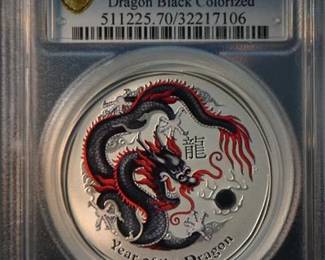 Dragon Black Colorized
511225.70/32217106
龍
Year of the Dragon